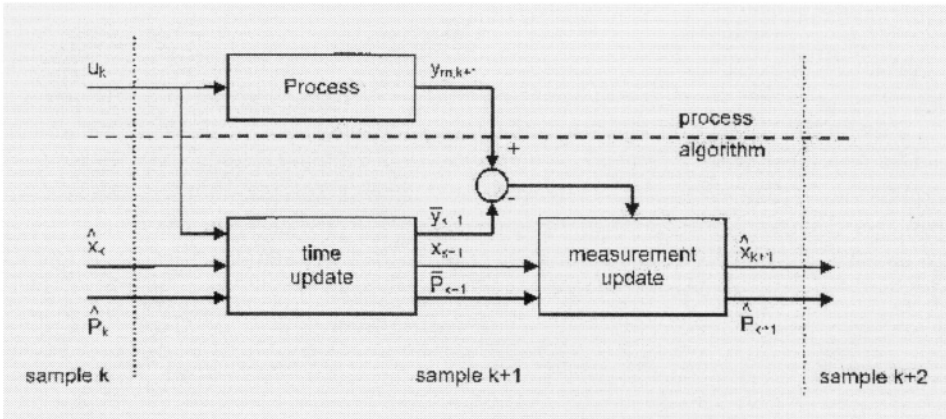 u_k
Process
y_m,k+1
process
algorithm
+
-
x̂_k
time
update
ȳ_k+1
x̄_k+1
P̄_k+1
measurement
update
x̂_k+1
P̂_k
P̂_k+1
sample k
sample k+1
sample k+2